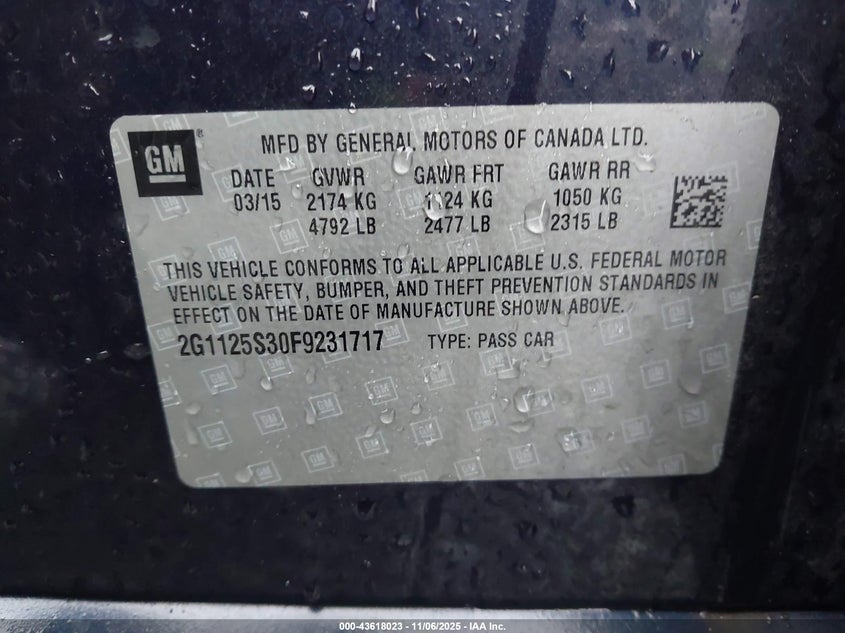 GM
®
MFD BY GENERAL MOTORS OF CANADA LTD.
DATE GVWR GAWR FRT GAWR RR
03/15 2174 KG 1124 KG 1050 KG
4792 LB 2477 LB 2315 LB
THIS VEHICLE CONFORMS TO ALL APPLICABLE U.S. FEDERAL MOTOR
VEHICLE SAFETY, BUMPER, AND THEFT PREVENTION STANDARDS IN
EFFECT ON THE DATE OF MANUFACTURE SHOWN ABOVE.
2G1125S30F9231717 TYPE: PASS CAR
000-43618023 - 11/06/2025 - IAA Inc.